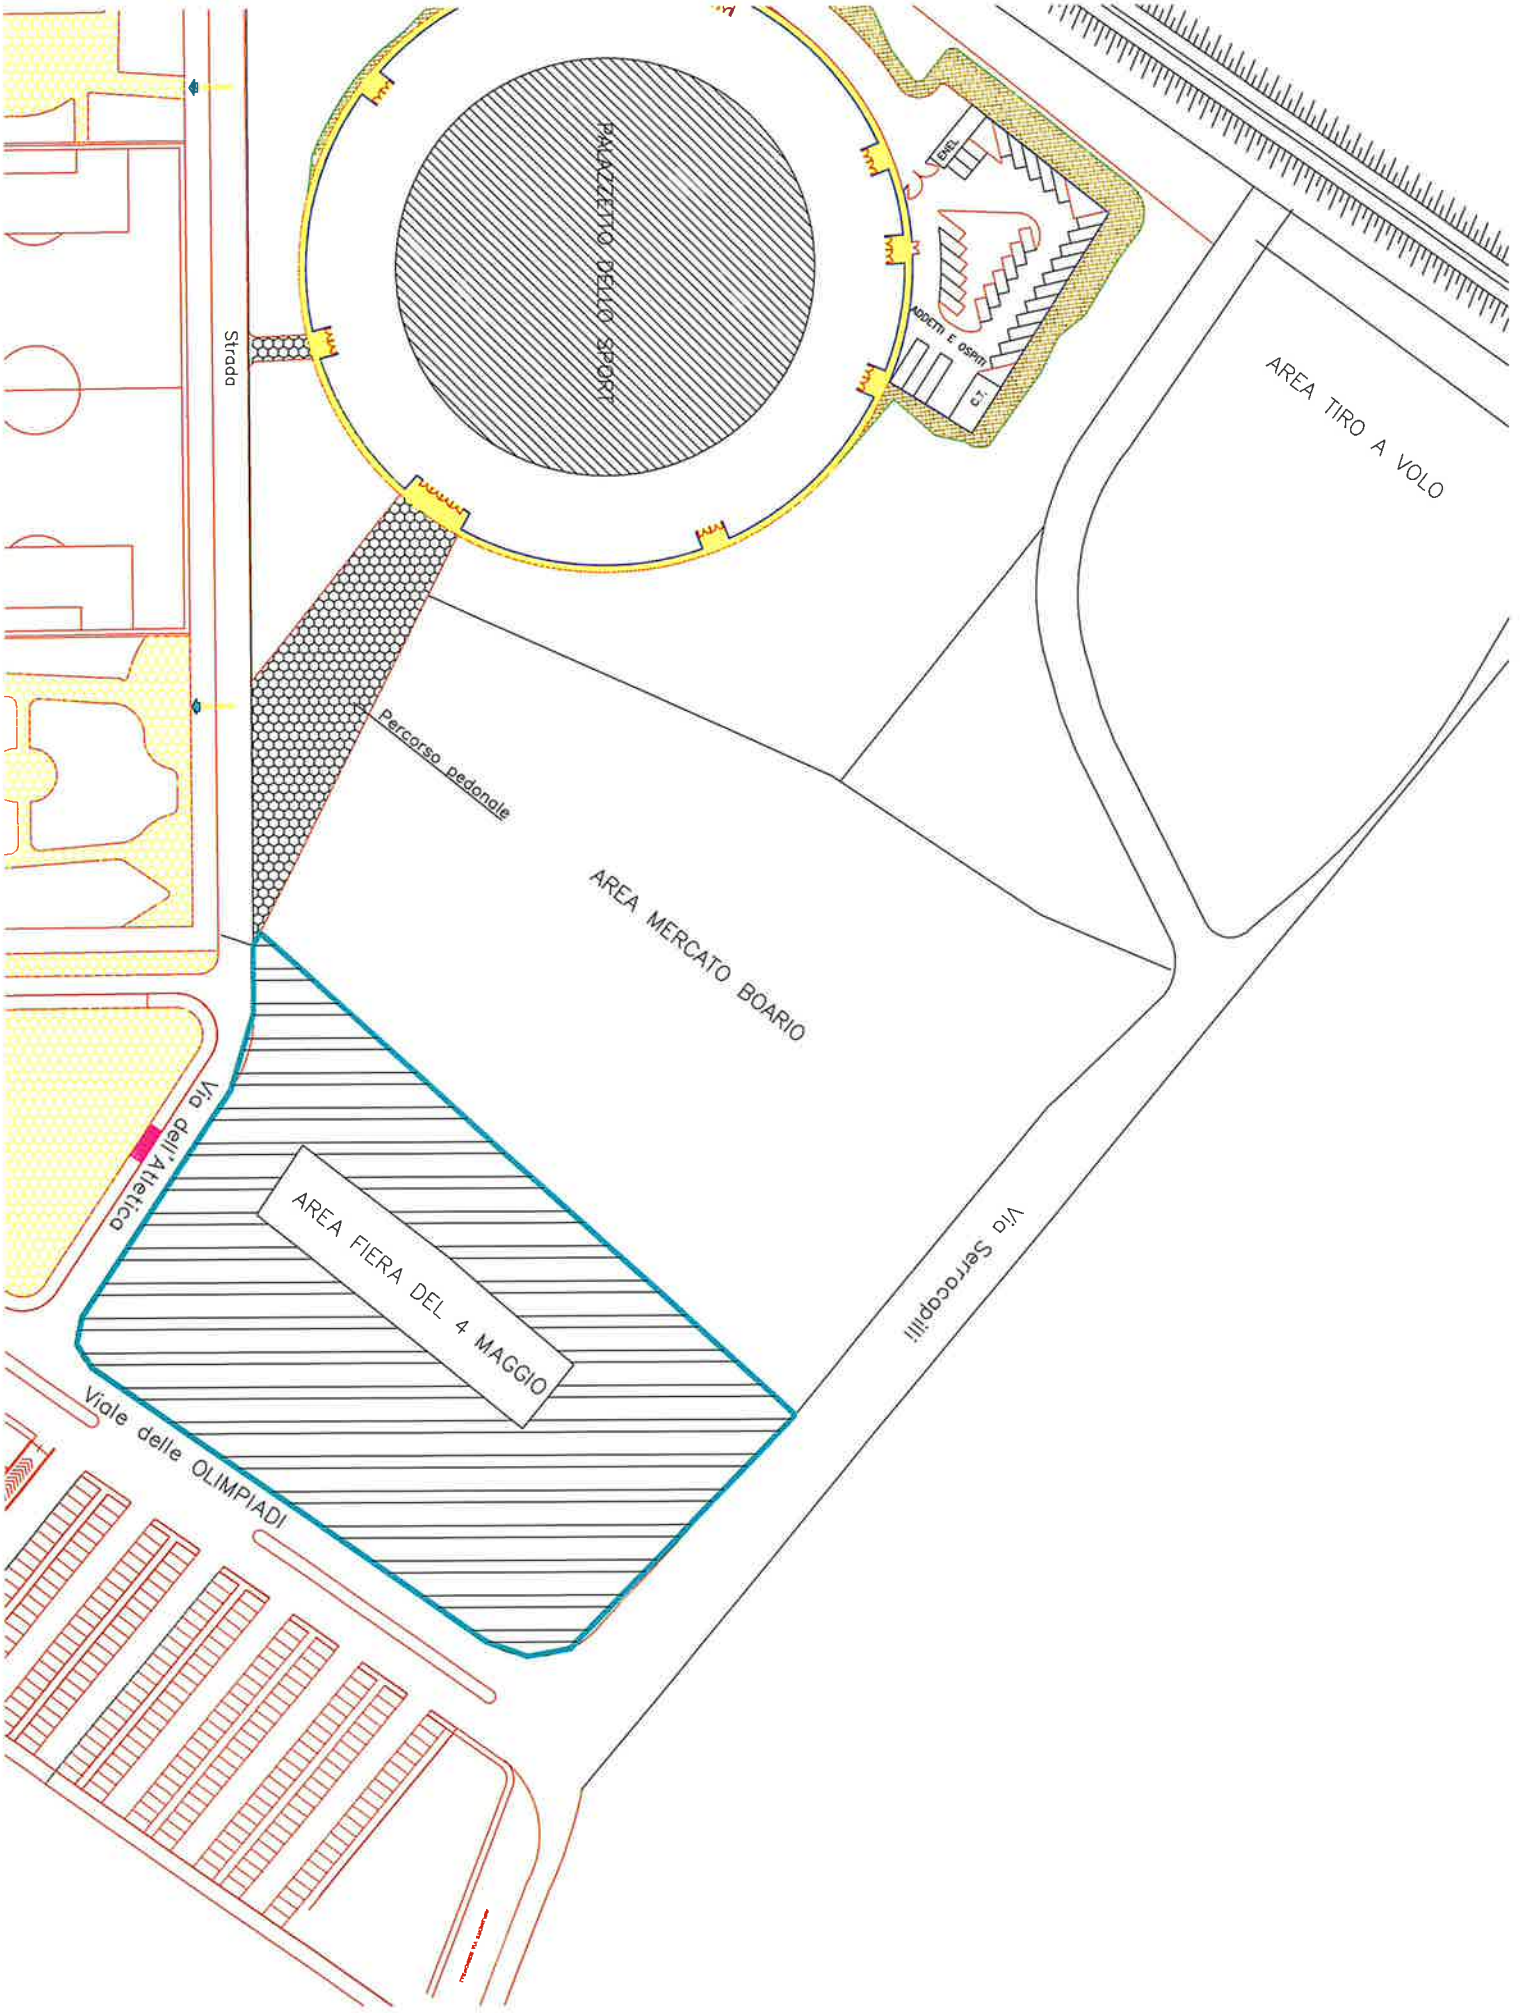 ENEL
PALAZZETTO DELLO SPORT
ADDETTI E OSPITI
C.T.
Strada
AREA TIRO A VOLO
Percorso pedonale
AREA MERCATO BOARIO
Via dell'Atletica
AREA FIERA DEL 4 MAGGIO
Via Serracapilli
Viale delle OLIMPIADI